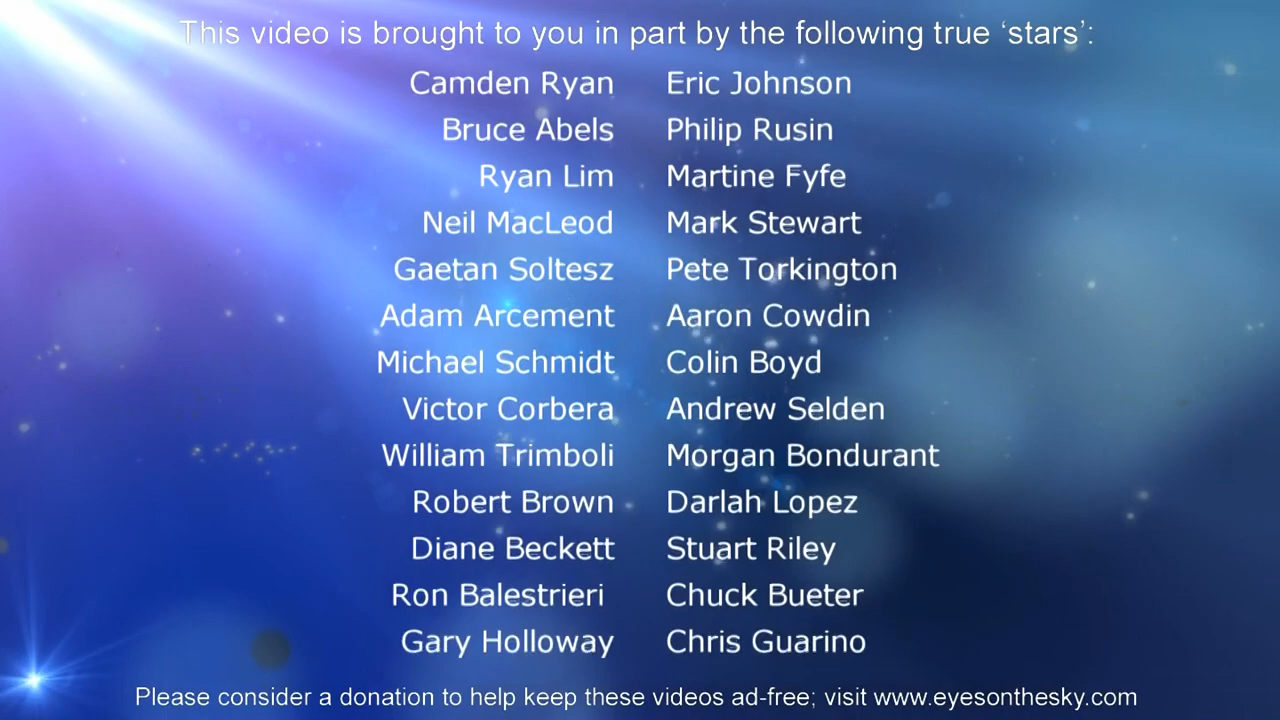 This video is brought to you in part by the following true ‘stars’:
Camden Ryan Eric Johnson
Bruce Abels Philip Rusin
Ryan Lim Martine Fyfe
Neil MacLeod Mark Stewart
Gaetan Soltesz Pete Torkington
Adam Arcement Aaron Cowdin
Michael Schmidt Colin Boyd
Victor Corbera Andrew Selden
William Trimboli Morgan Bondurant
Robert Brown Darlah Lopez
Diane Beckett Stuart Riley
Ron Balestrieri Chuck Bueter
Gary Holloway Chris Guarino
Please consider a donation to help keep these videos ad-free; visit www.eyesonthesky.com